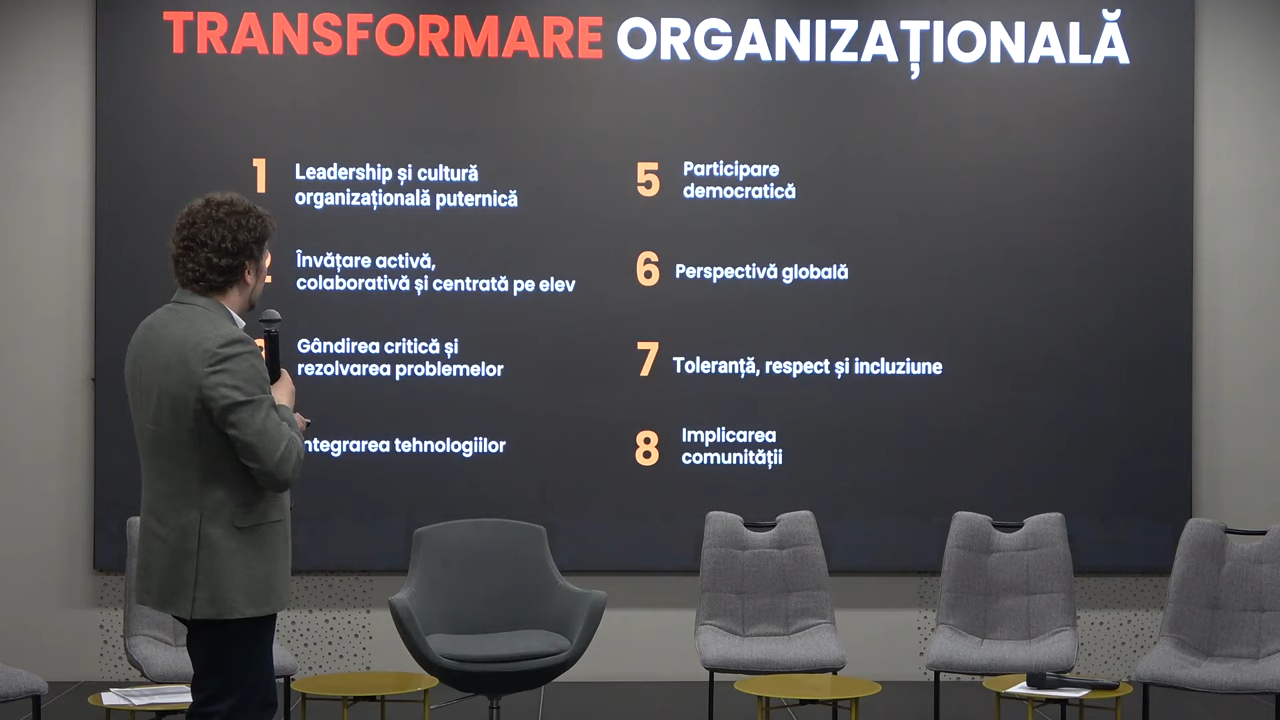 TRANSFORMARE ORGANIZAȚIONALĂ
1 Leadership și cultură
organizațională puternică
Învățare activă,
colaborativă și centrată pe elev
Gândirea critică și
rezolvarea problemelor
tehnologiilor
5 Participare
democratică
6 Perspectivă globală
7 Toleranță, respect și incluziune
8 Implicarea
comunității